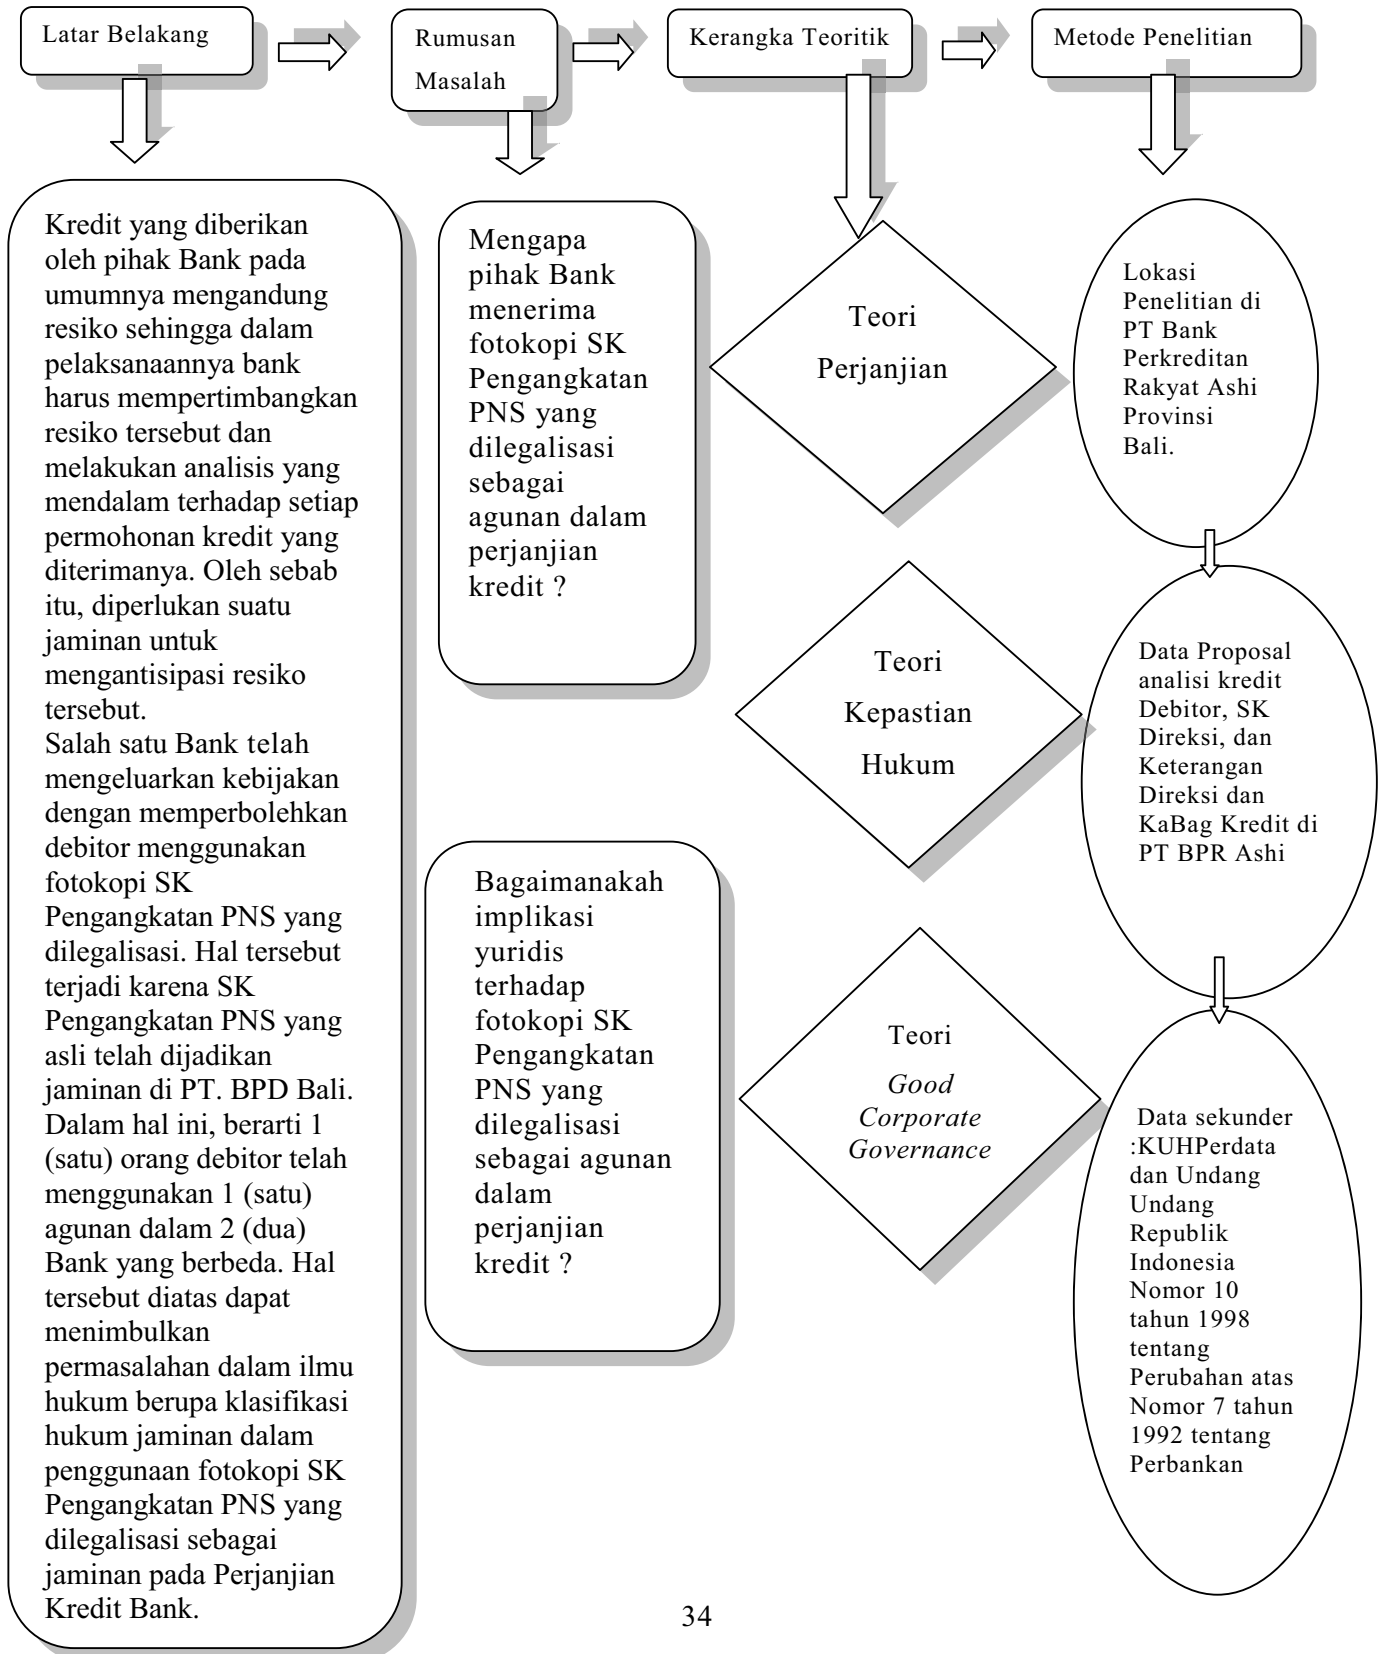 Latar Belakang
Rumusan
Masalah
Kerangka Teoritik
Metode Penelitian
Kredit yang diberikan
oleh pihak Bank pada
umumnya mengandung
resiko sehingga dalam
pelaksanaannya bank
harus mempertimbangkan
resiko tersebut dan
melakukan analisis yang
mendalam terhadap setiap
permohonan kredit yang
diterimanya. Oleh sebab
itu, diperlukan suatu
jaminan untuk
mengantisipasi resiko
tersebut.
Salah satu Bank telah
mengeluarkan kebijakan
dengan memperbolehkan
debitor menggunakan
fotokopi SK
Pengangkatan PNS yang
dilegalisasi. Hal tersebut
terjadi karena SK
Pengangkatan PNS yang
asli telah dijadikan
jaminan di PT. BPD Bali.
Dalam hal ini, berarti 1
(satu) orang debitor telah
menggunakan 1 (satu)
agunan dalam 2 (dua)
Bank yang berbeda. Hal
tersebut diatas dapat
menimbulkan
permasalahan dalam ilmu
hukum berupa klasifikasi
hukum jaminan dalam
penggunaan fotokopi SK
Pengangkatan PNS yang
dilegalisasi sebagai
jaminan pada Perjanjian
Kredit Bank.
Mengapa
pihak Bank
menerima
fotokopi SK
Pengangkatan
PNS yang
dilegalisasi
sebagai
agunan dalam
perjanjian
kredit ?
Bagaimanakah
implikasi
yuridis
terhadap
fotokopi SK
Pengangkatan
PNS yang
dilegalisasi
sebagai agunan
dalam
perjanjian
kredit ?
Teori
Perjanjian
Teori
Kepastian
Hukum
Teori
Good
Corporate
Governance
Lokasi
Penelitian di
PT Bank
Perkreditan
Rakyat Ashi
Provinsi
Bali.
Data Proposal
analisi kredit
Debitor, SK
Direksi, dan
Keterangan
Direksi dan
KaBag Kredit di
PT BPR Ashi
Data sekunder
:KUHPerdata
dan Undang
Undang
Republik
Indonesia
Nomor 10
tahun 1998
tentang
Perubahan atas
Nomor 7 tahun
1992 tentang
Perbankan
34